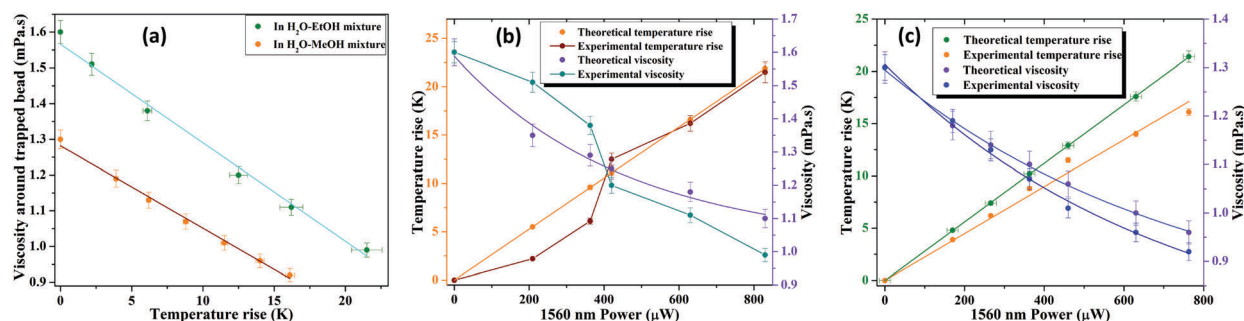 (a)
In H₂O-EtOH mixture
In H₂O-MeOH mixture
Viscosity around trapped bead (mPa.s)
1.6
1.5
1.4
1.3
1.2
1.1
1.0
0.9
0 5 10 15 20
Temperature rise (K)
(b)
Theoretical temperature rise
Experimental temperature rise
Theoretical viscosity
Experimental viscosity
Temperature rise (K)
25
20
15
10
5
0
0 200 400 600 800
1560 nm Power (μW)
1.7
1.6
1.5
1.4
1.3
1.2
1.1
1.0
0.9
Viscosity (mPa.s)
(c)
Theoretical temperature rise
Experimental temperature rise
Theoretical viscosity
Experimental viscosity
Temperature rise (K)
25
20
15
10
5
0
0 200 400 600 800
1560 nm Power (μW)
1.4
1.3
1.2
1.1
1.0
0.9
Viscosity (mPa.s)